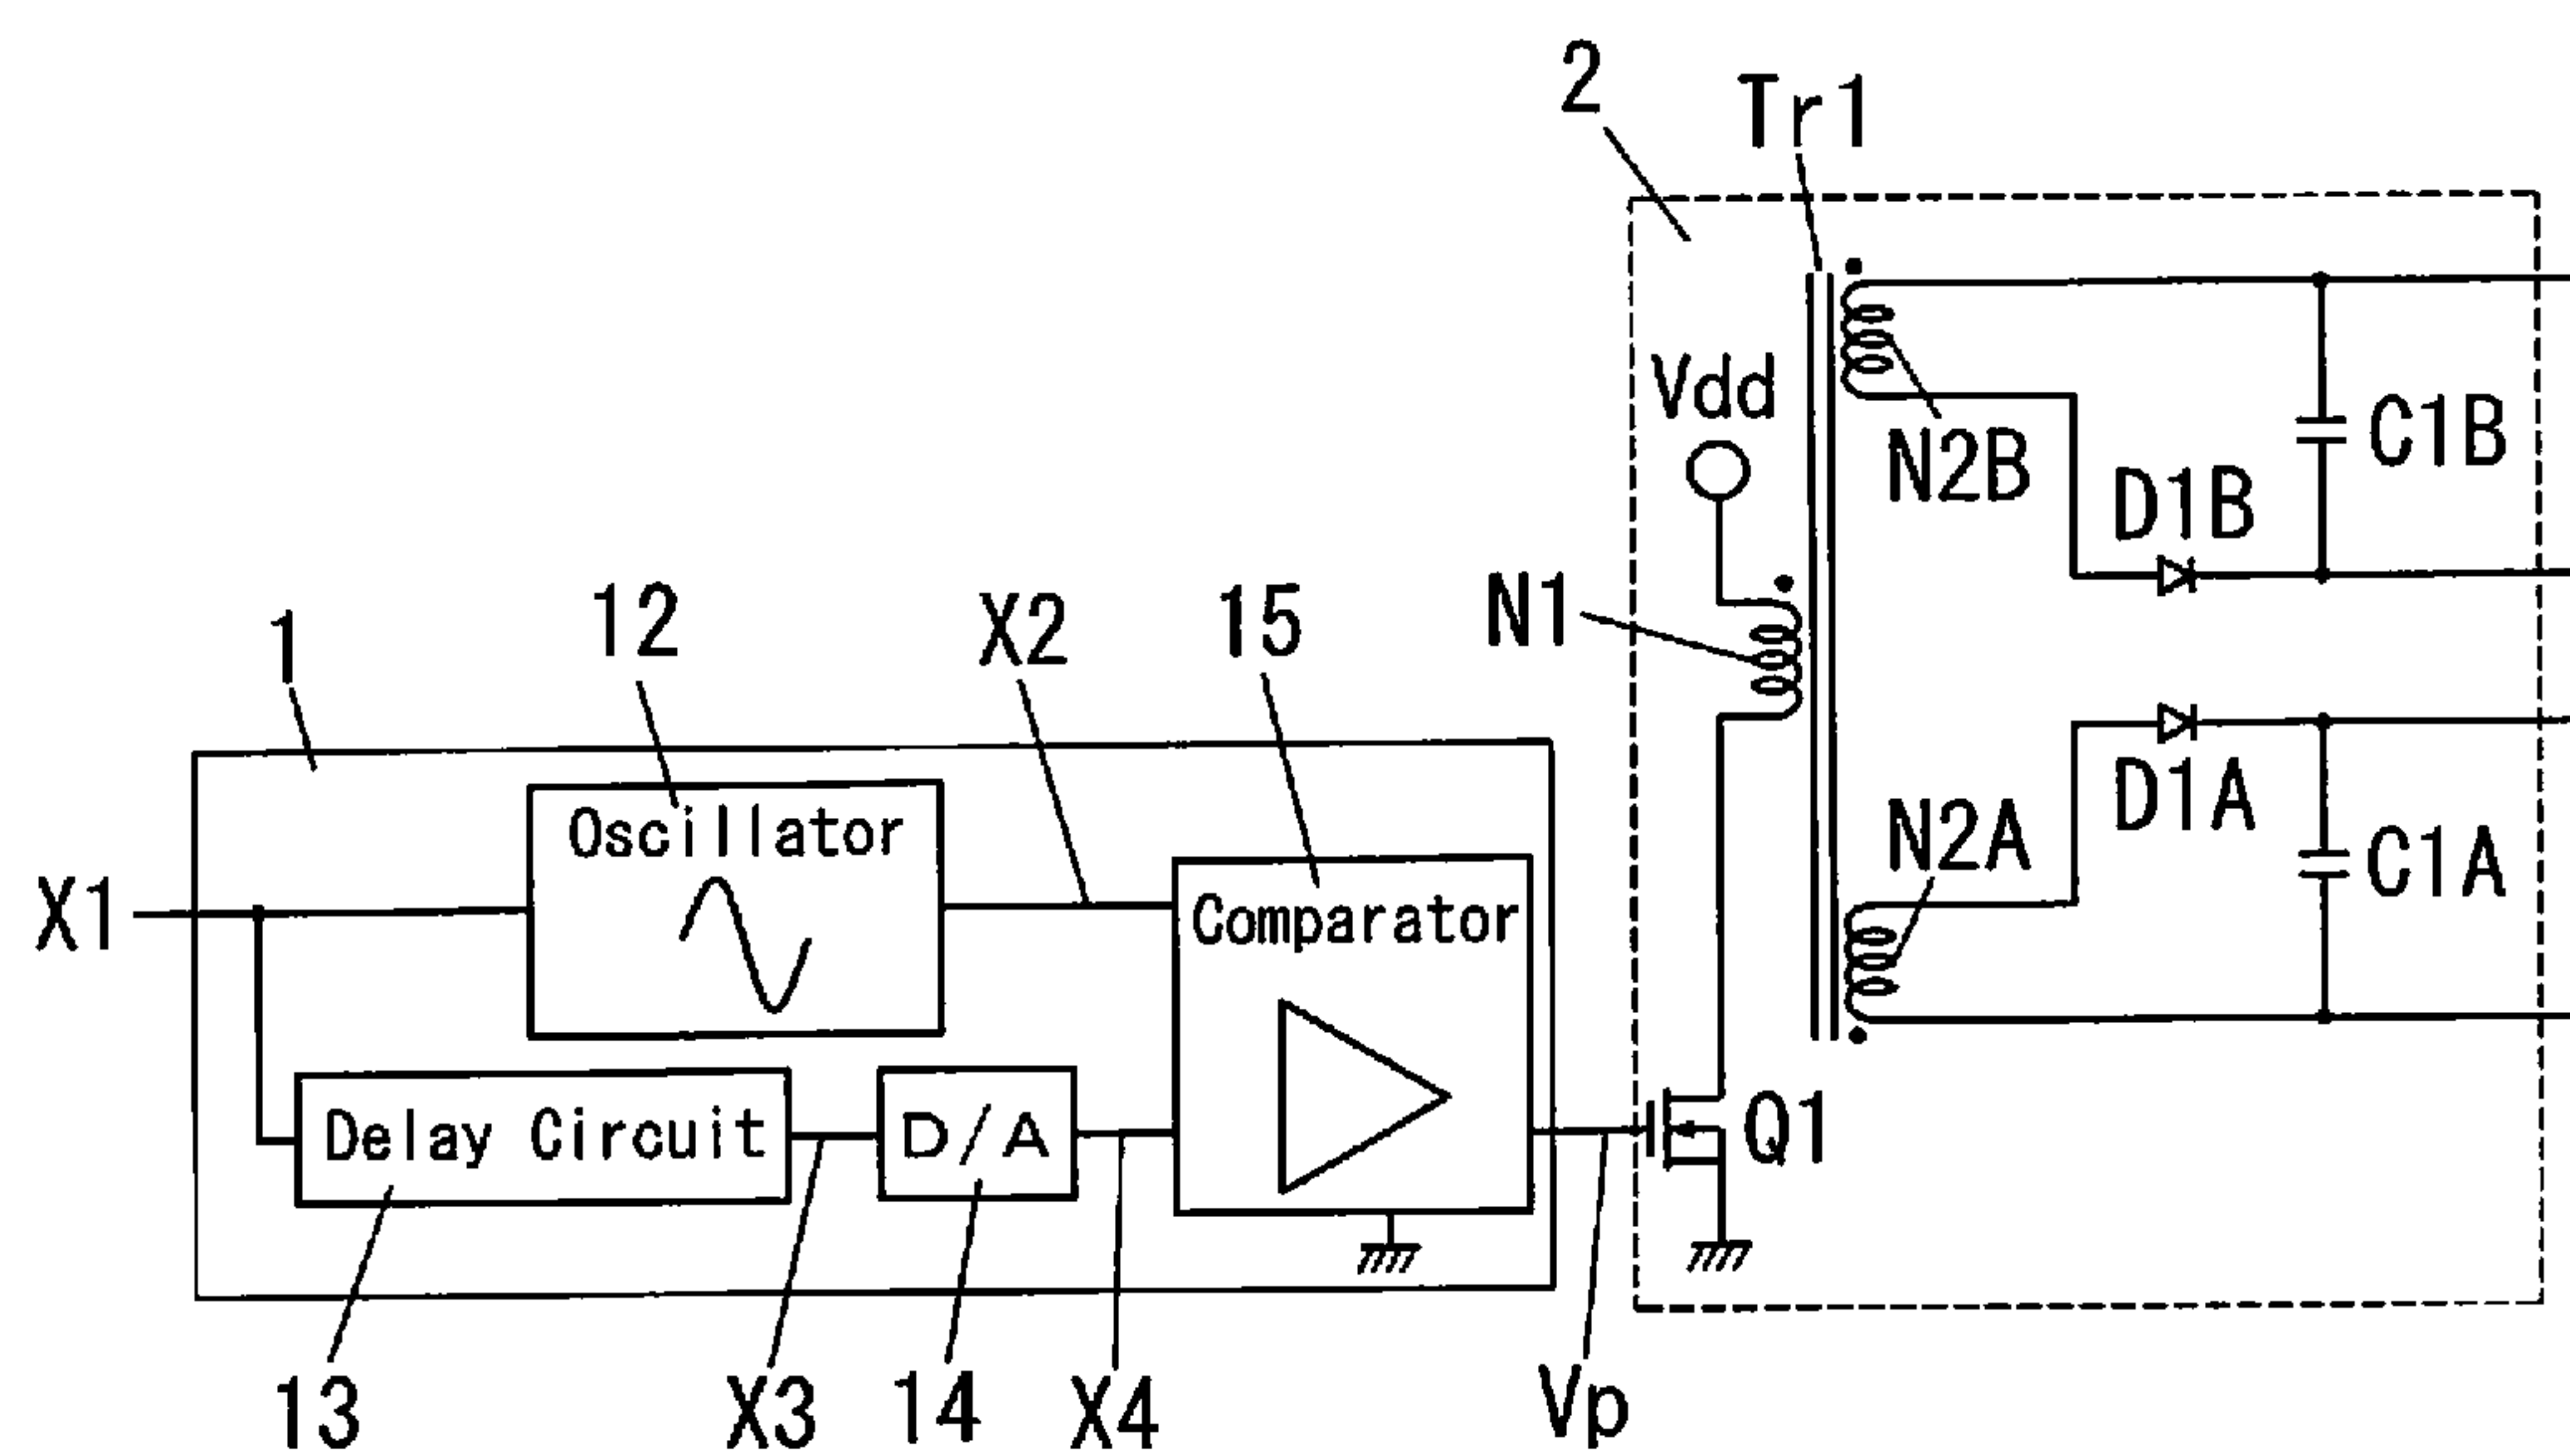 2
Tr1
Vdd
N2B
C1B
D1B
N1
1
12
X2
15
Oscillator
D1A
N2A
C1A
X1
Comparator
Delay Circuit
D/A
Q1
13
X3
14
X4
Vp